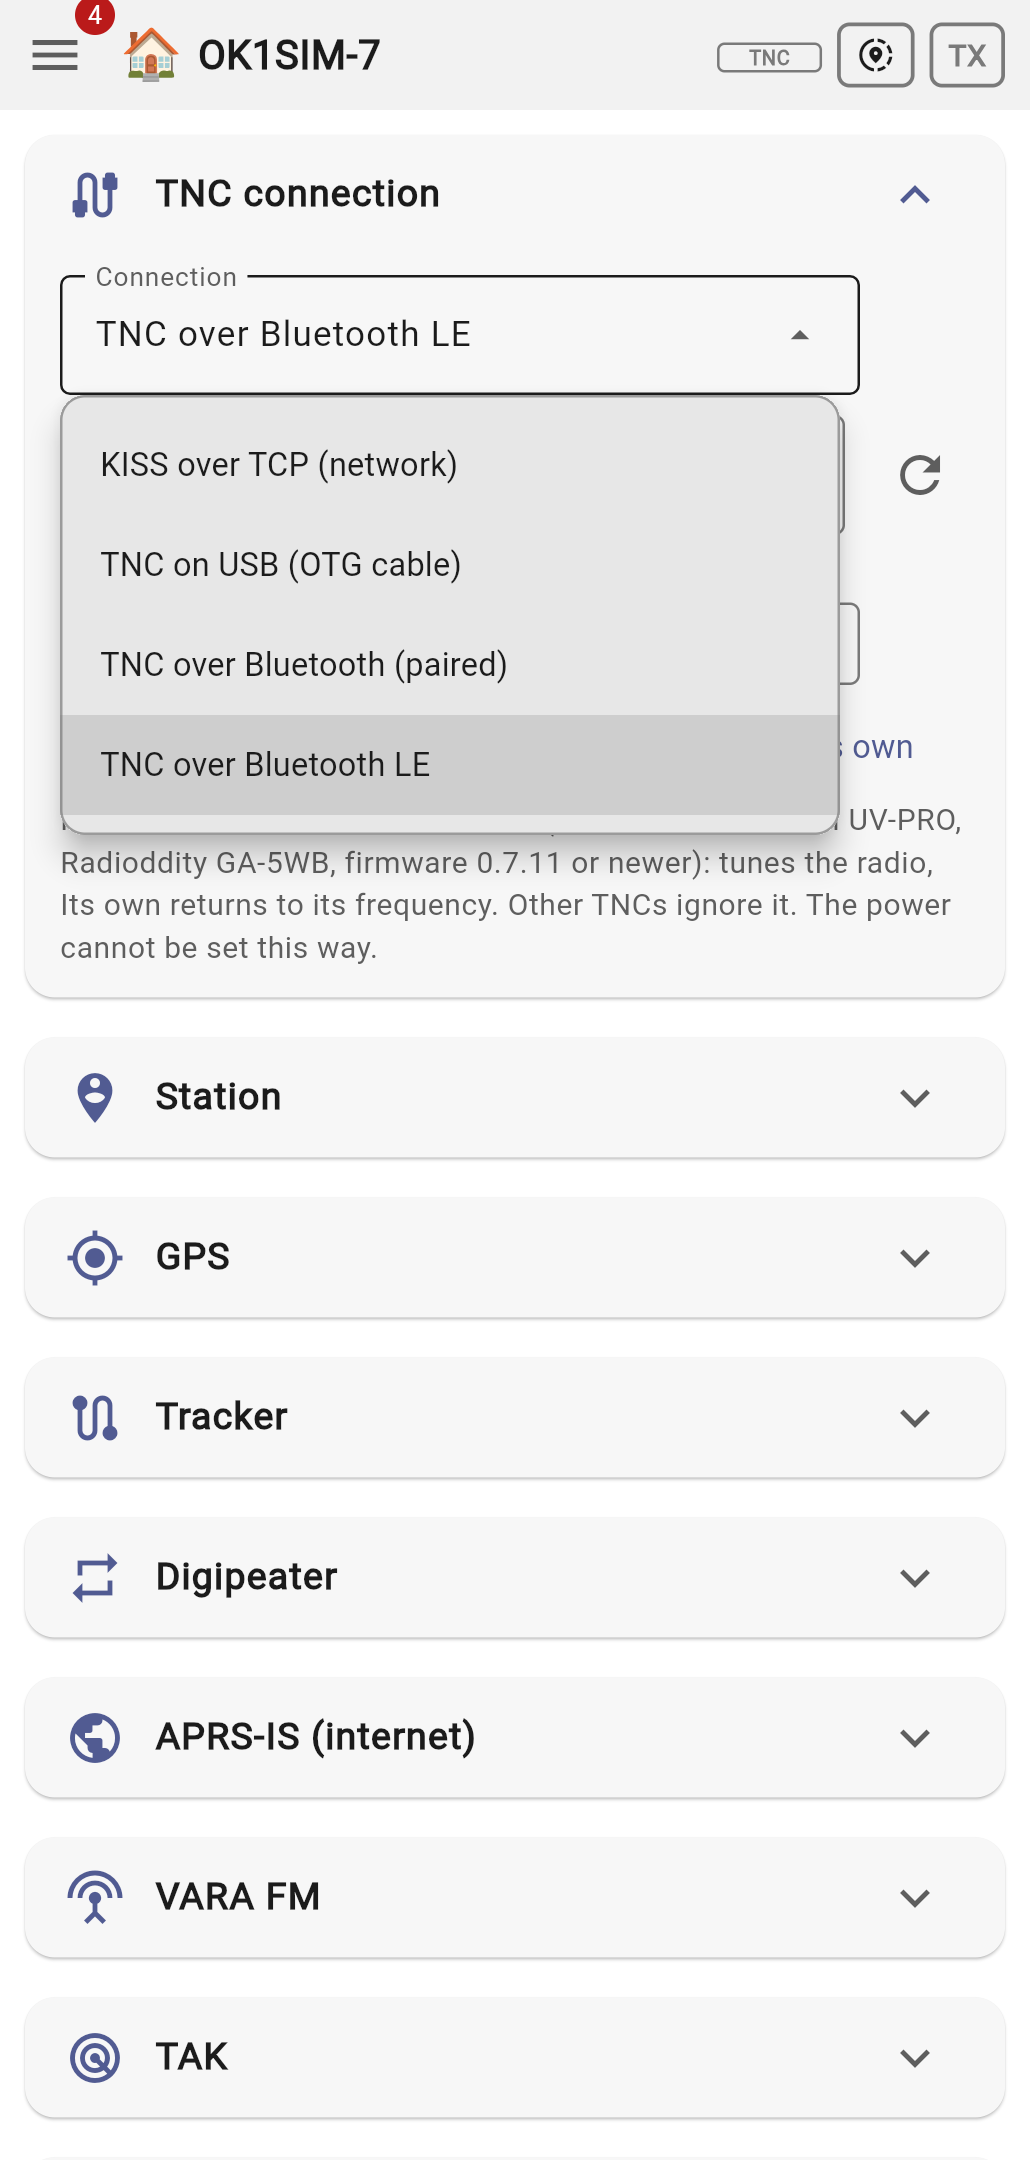 4
OK1SIM-7
TNC
TX
TNC connection
Connection
TNC over Bluetooth LE
KISS over TCP (network)
TNC on USB (OTG cable)
TNC over Bluetooth (paired)
TNC over Bluetooth LE
own
UV-PRO,
Radioddity GA-5WB, firmware 0.7.11 or newer): tunes the radio,
Its own returns to its frequency. Other TNCs ignore it. The power
cannot be set this way.
Station
GPS
Tracker
Digipeater
APRS-IS (internet)
VARA FM
TAK